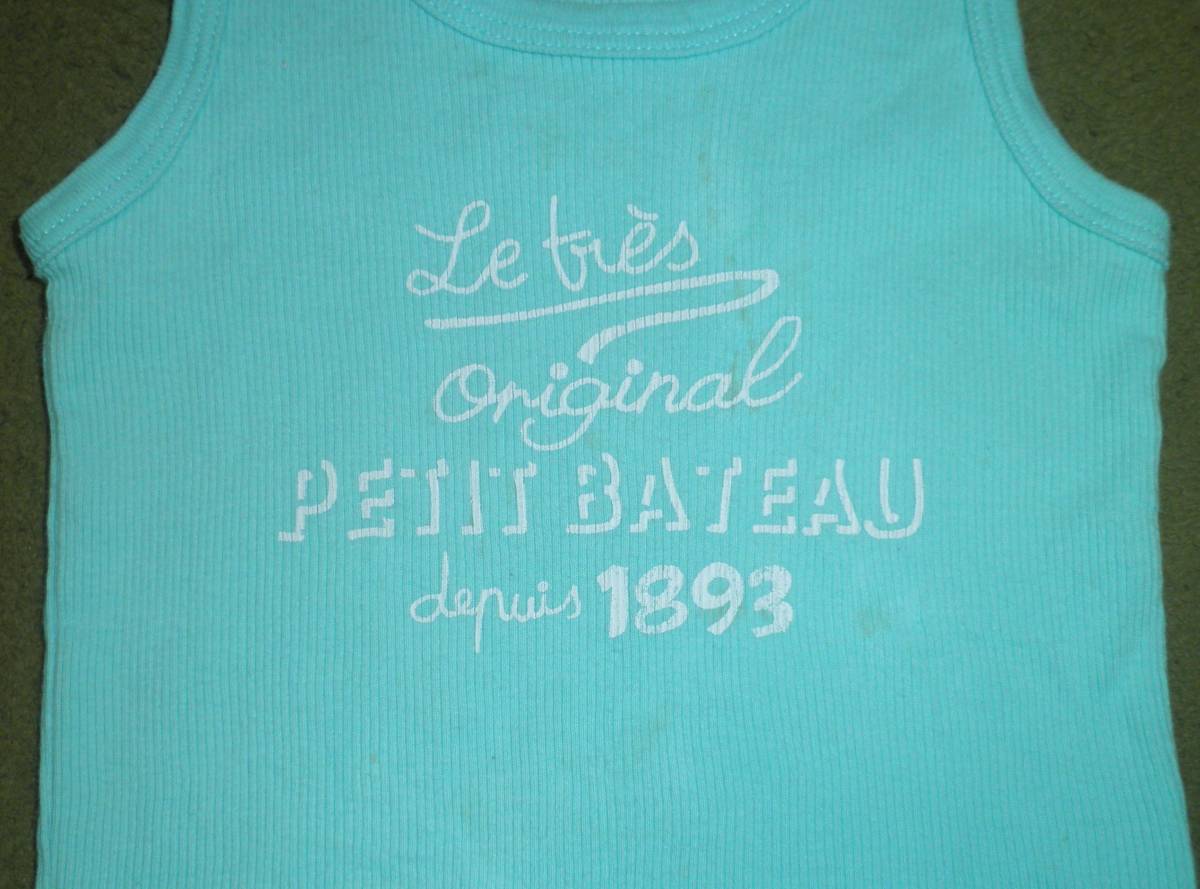 Le très
Original
PETIT BATEAU
depuis 1893